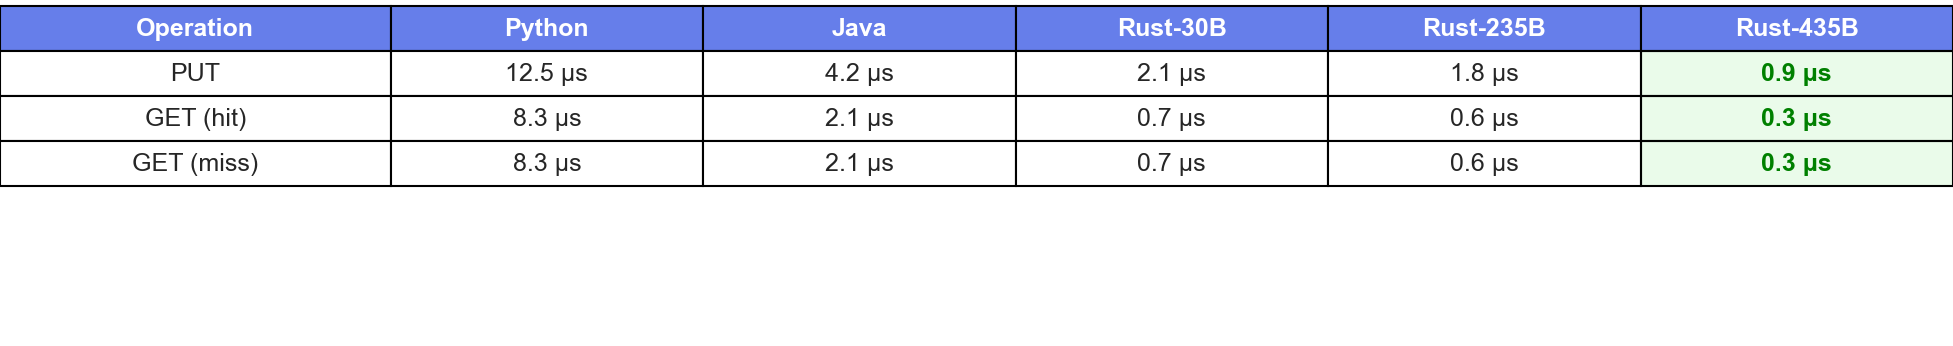 Operation Python Java Rust-30B Rust-235B Rust-435B
PUT 12.5 µs 4.2 µs 2.1 µs 1.8 µs 0.9 µs
GET (hit) 8.3 µs 2.1 µs 0.7 µs 0.6 µs 0.3 µs
GET (miss) 8.3 µs 2.1 µs 0.7 µs 0.6 µs 0.3 µs